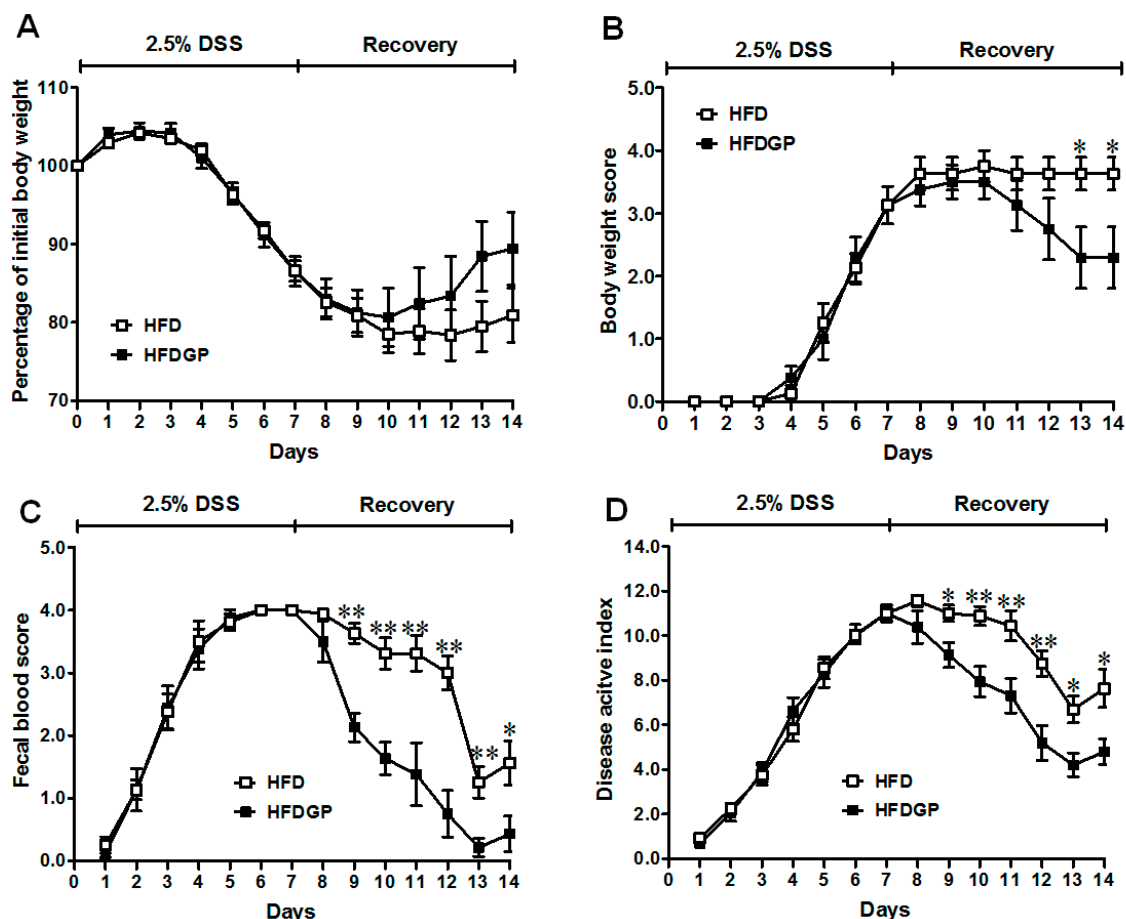 A
2.5% DSS Recovery
Percentage of initial body weight
110
100
90
80
70
HFD
HFDGP
0 1 2 3 4 5 6 7 8 9 10 11 12 13 14
Days
B
2.5% DSS Recovery
Body weight score
5.0
4.0
3.0
2.0
1.0
0.0
HFD
HFDGP
* *
0 1 2 3 4 5 6 7 8 9 10 11 12 13 14
Days
C
2.5% DSS Recovery
Fecal blood score
5.0
4.0
3.0
2.0
1.0
0.0
** ** ** ** ** *
HFD
HFDGP
0 1 2 3 4 5 6 7 8 9 10 11 12 13 14
Days
D
2.5% DSS Recovery
Disease acitve index
14.0
12.0
10.0
8.0
6.0
4.0
2.0
0.0
* ** ** ** * *
HFD
HFDGP
0 1 2 3 4 5 6 7 8 9 10 11 12 13 14
Days